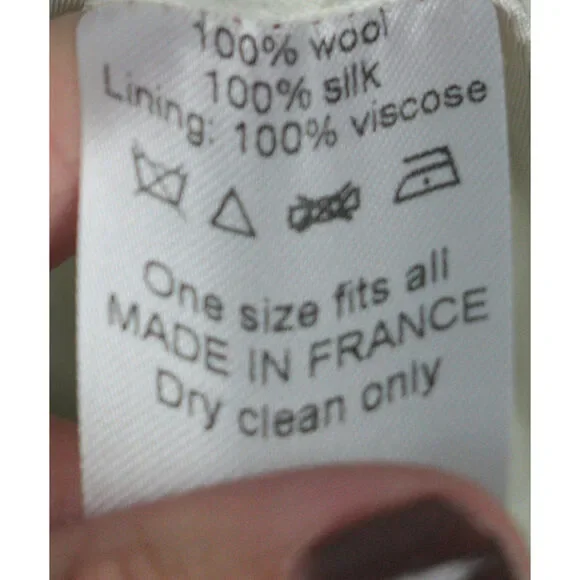 100% wool
100% silk
Lining: 100% viscose
One size fits all
MADE IN FRANCE
Dry clean only